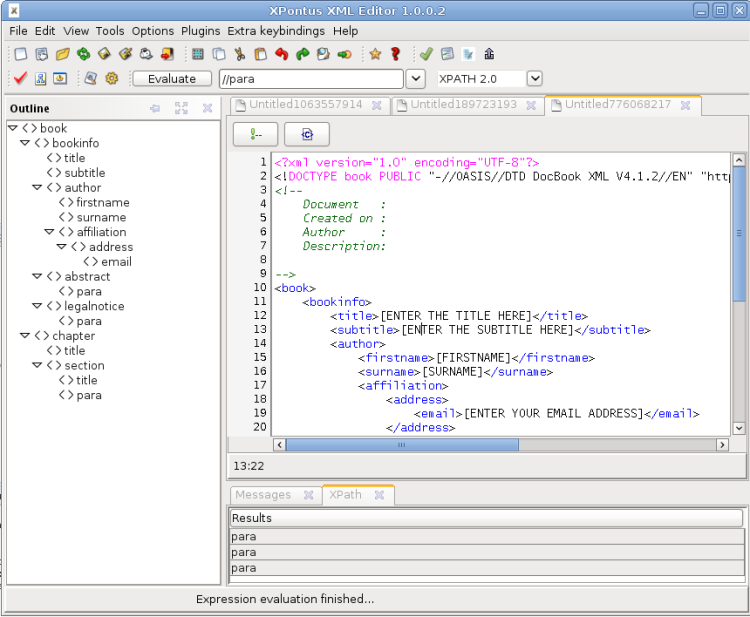 XPontus XML Editor 1.0.0.2
File Edit View Tools Options Plugins Extra keybindings Help
Evaluate //para XPATH 2.0
Outline
book
bookinfo
title
subtitle
author
firstname
surname
affiliation
address
email
abstract
para
legalnotice
para
chapter
title
section
title
para
Untitled1063557914 Untitled189723193 Untitled776068217
1 <?xml version="1.0" encoding="UTF-8"?>
2 <!DOCTYPE book PUBLIC "-//OASIS//DTD DocBook XML V4.1.2//EN" "http
3 <!--
4 Document :
5 Created on :
6 Author :
7 Description:
8
9 -->
10 <book>
11 <bookinfo>
12 <title>[ENTER THE TITLE HERE]</title>
13 <subtitle>[ENTER THE SUBTITLE HERE]</subtitle>
14 <author>
15 <firstname>[FIRSTNAME]</firstname>
16 <surname>[SURNAME]</surname>
17 <affiliation>
18 <address>
19 <email>[ENTER YOUR EMAIL ADDRESS]</email>
20 </address>
13:22
Messages XPath
Results
para
para
para
Expression evaluation finished...